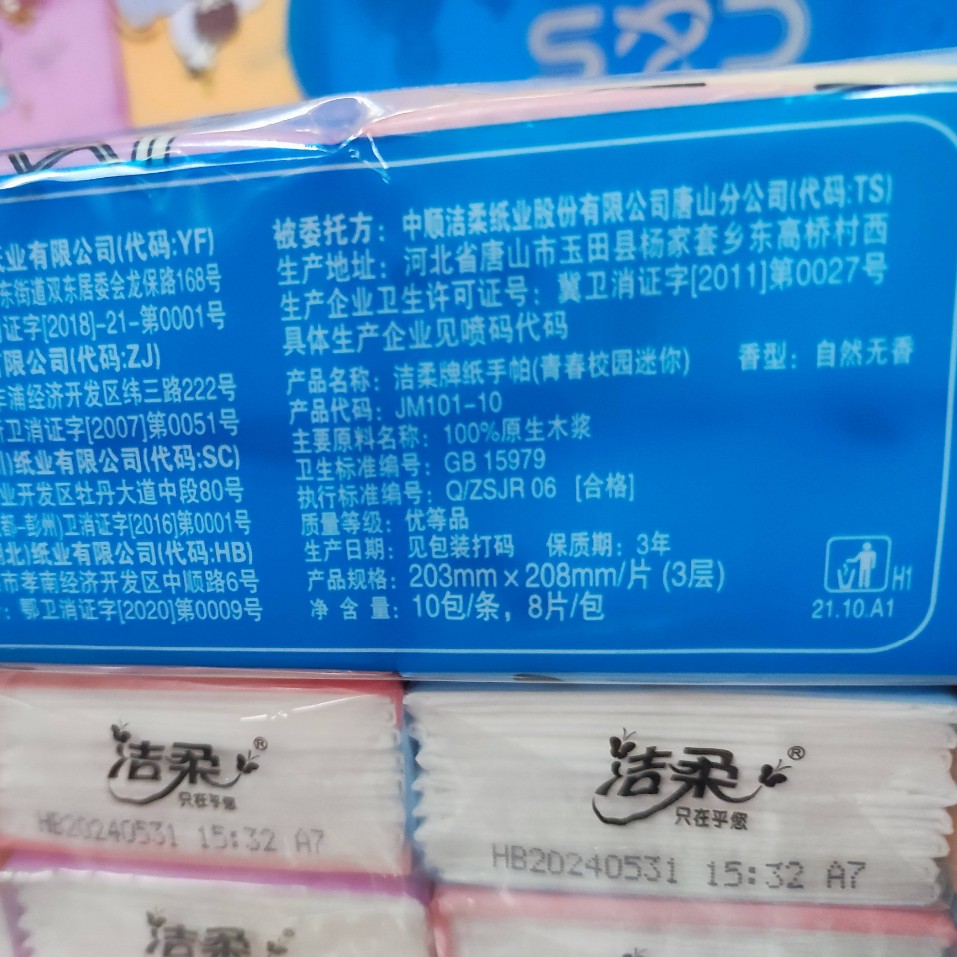 纸业有限公司(代码:YF)
东街道双东居委会龙保路168号
证字[2018]-21-第0001号
有限公司(代码:ZJ)
丰浦经济开发区纬三路222号
卫消证字[2007]第0051号
川)纸业有限公司(代码:SC)
业开发区牡丹大道中段80号
(成都-彭州)卫消证字[2016]第0001号
湖北)纸业有限公司(代码:HB)
市孝南经济开发区中顺路6号
鄂卫消证字[2020]第0009号
被委托方：中顺洁柔纸业股份有限公司唐山分公司(代码:TS)
生产地址：河北省唐山市玉田县杨家套乡东高桥村西
生产企业卫生许可证号：冀卫消证字[2011]第0027号
具体生产企业见喷码代码
产品名称：洁柔牌纸手帕(青春校园迷你) 香型：自然无香
产品代码：JM101-10
主要原料名称：100%原生木浆
卫生标准编号：GB 15979
执行标准编号：Q/ZSJR 06 [合格]
质量等级：优等品
生产日期：见包装打码 保质期：3年
产品规格：203mm×208mm/片 (3层)
净含量：10包/条，8片/包
H1
21.10.A1
洁柔®
只在乎您
HB20240531 15:32 A7
洁柔®
只在乎您
HB20240531 15:32 A7
洁柔